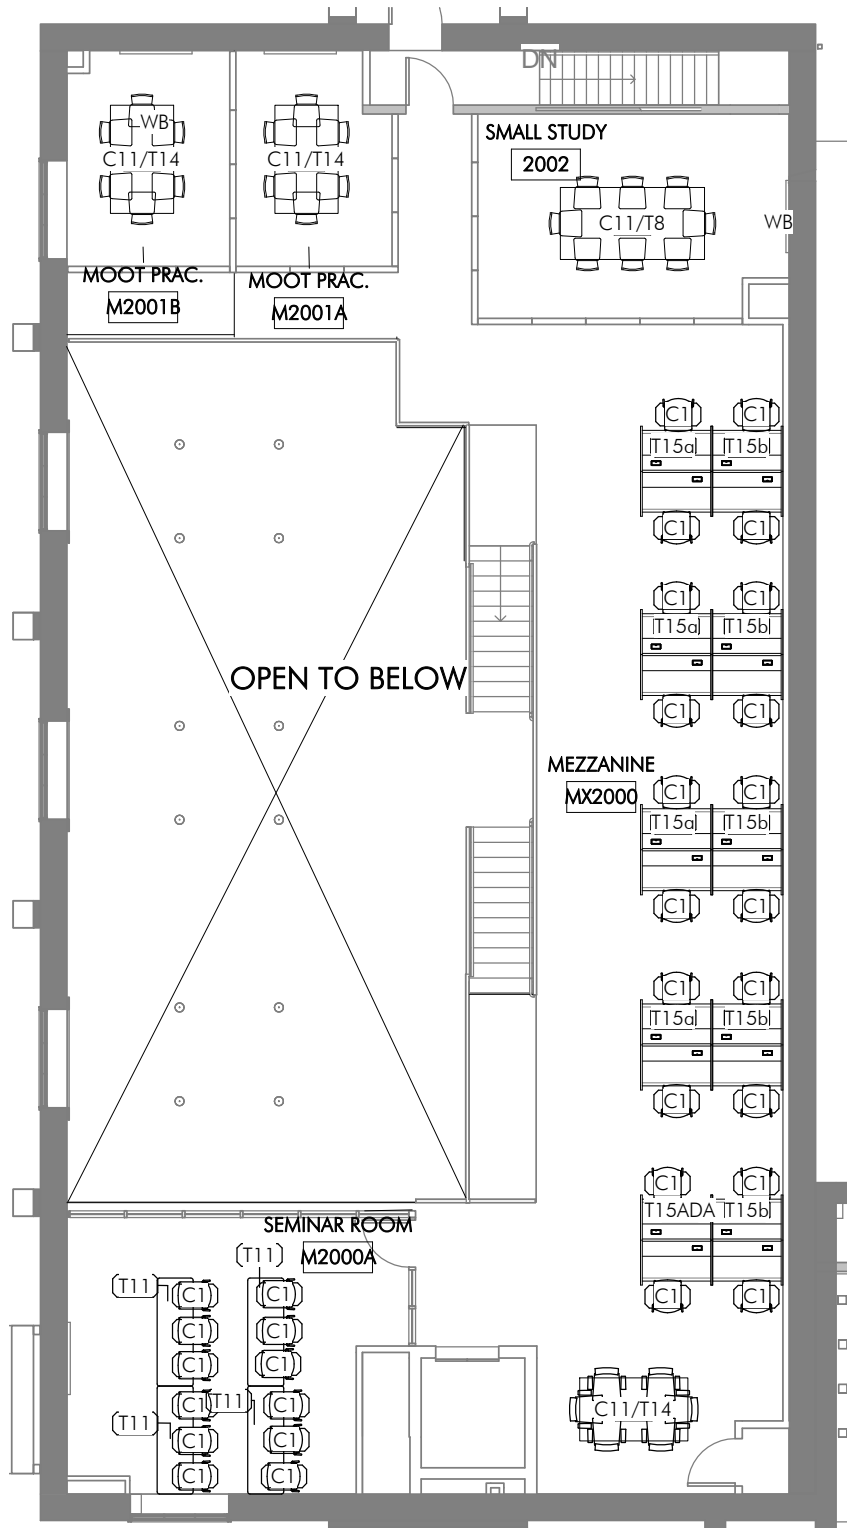 DN
WB
C11/T14
C11/T14
SMALL STUDY
2002
C11/T8
WB
MOOT PRAC.
M2001B
MOOT PRAC.
M2001A
C1
C1
T15a
T15b
C1
C1
C1
C1
T15a
T15b
C1
C1
OPEN TO BELOW
MEZZANINE
MX2000
C1
C1
T15a
T15b
C1
C1
C1
C1
T15a
T15b
C1
C1
C1
C1
T15ADA
T15b
C1
C1
SEMINAR ROOM
M2000A
T11
T11
C1
C1
C1
C1
C1
C1
T11
T11
C1
C1
C1
C1
C1
C1
C11/T14